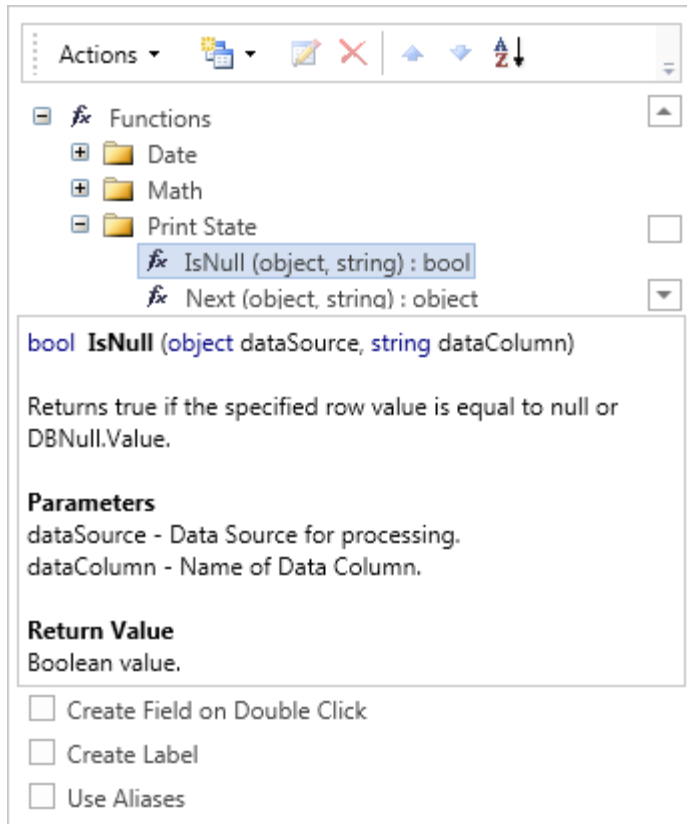 Actions
A
Z
fx Functions
Date
Math
Print State
fx IsNull (object, string) : bool
fx Next (object, string) : object
bool IsNull (object dataSource, string dataColumn)
Returns true if the specified row value is equal to null or
DBNull.Value.
Parameters
dataSource - Data Source for processing.
dataColumn - Name of Data Column.
Return Value
Boolean value.
Create Field on Double Click
Create Label
Use Aliases